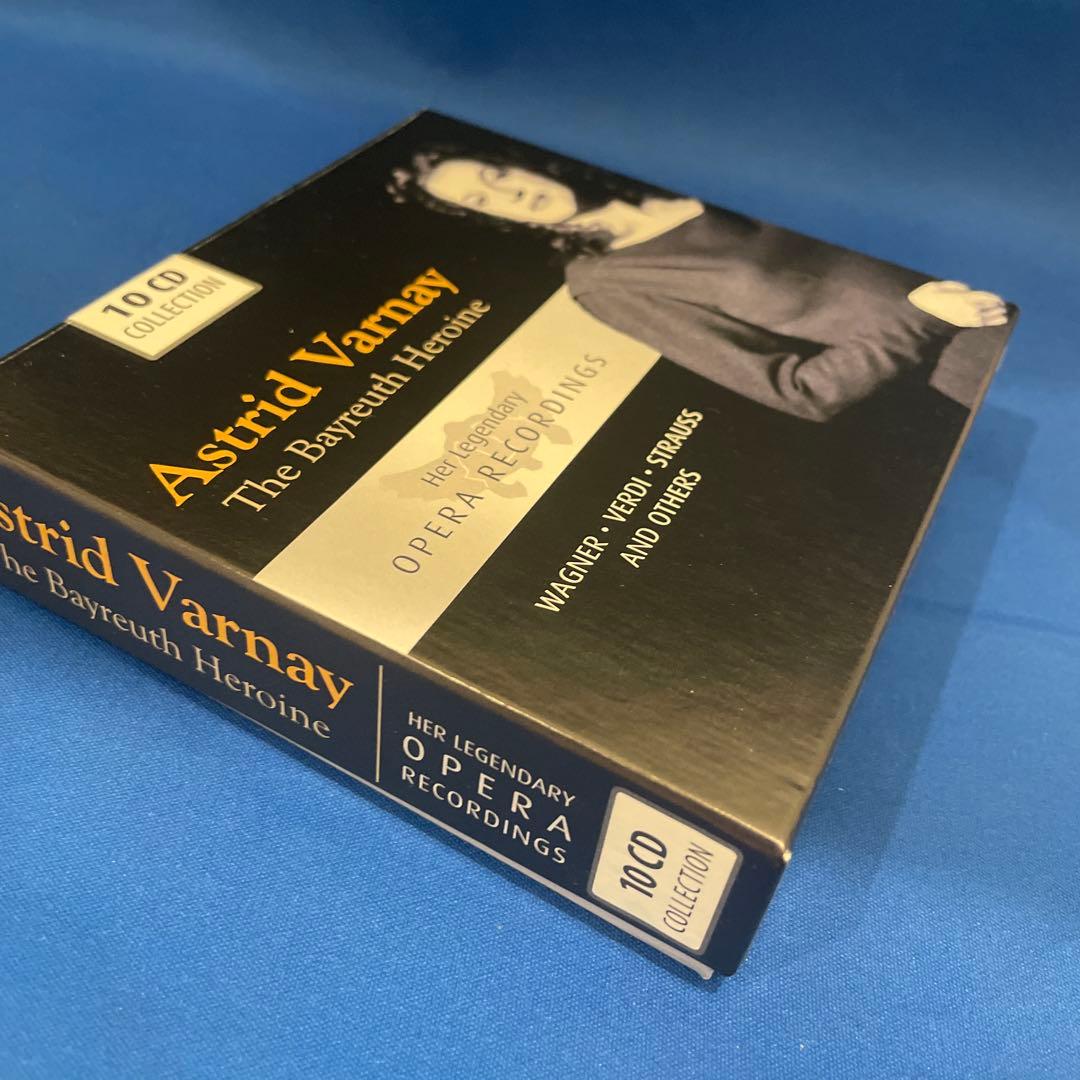 10 CD
COLLECTION
Astrid Varnay
The Bayreuth Heroine
Her Legendary
OPERA RECORDINGS
WAGNER • VERDI • STRAUSS
AND OTHERS
strid Varnay
he Bayreuth Heroine
HER LEGENDARY
OPERA
RECORDINGS
10 CD
COLLECTION